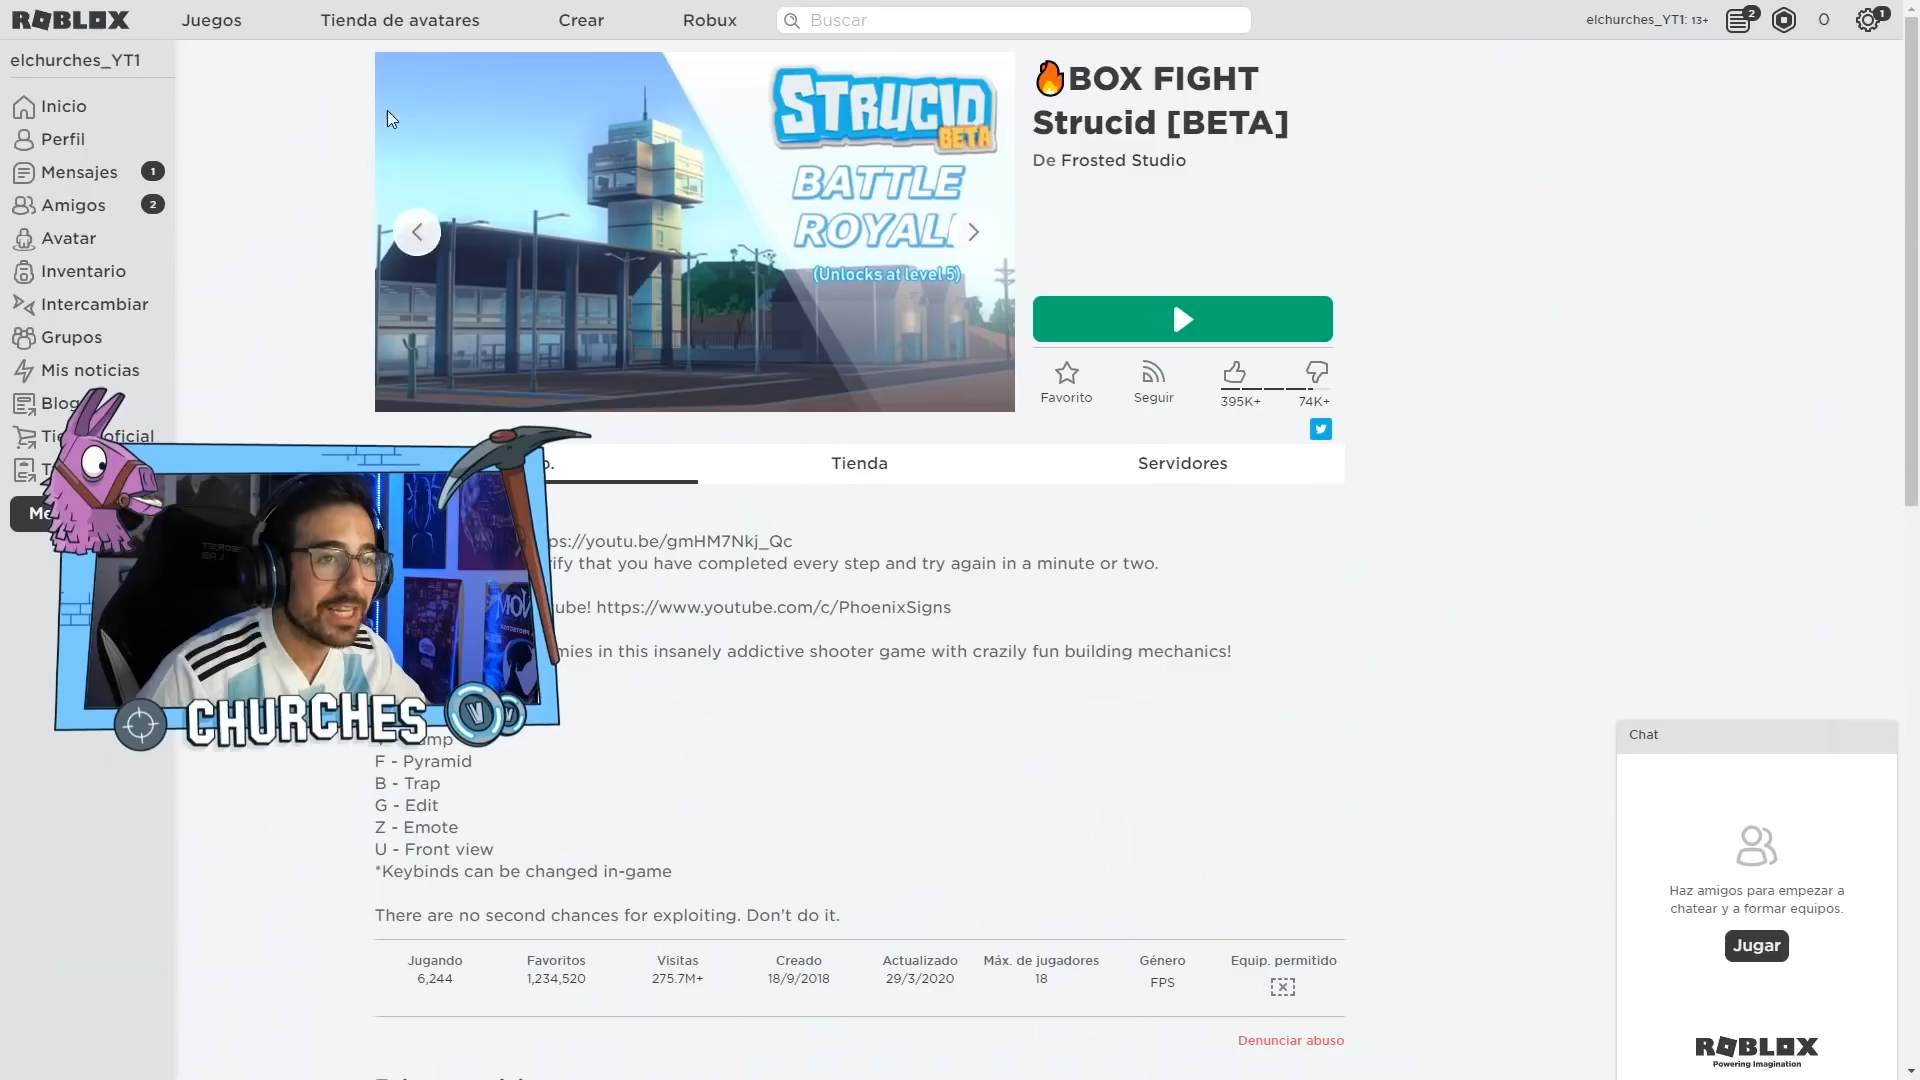 ROBLOX
Juegos
Tienda de avatares
Crear
Robux
Buscar
elchurches_YT1: 13+
2
0
1
elchurches_YT1
Inicio
Perfil
Mensajes
1
Amigos
2
Avatar
Inventario
Intercambiar
Grupos
Mis noticias
Blog
oficial
STRUCID
BETA
BATTLE
(Unlocks at level 5)
BOX FIGHT
Strucid [BETA]
De Frosted Studio
Favorito
Seguir
395K+
74K+
Tienda
Servidores
ps://youtu.be/gmHM7Nkj_Qc
ify that you have completed every step and try again in a minute or two.
ube! https://www.youtube.com/c/PhoenixSigns
mies in this insanely addictive shooter game with crazily fun building mechanics!
CHURCHES
F - Pyramid
B - Trap
G - Edit
Z - Emote
U - Front view
*Keybinds can be changed in-game
There are no second chances for exploiting. Don't do it.
Jugando
6,244
Favoritos
1,234,520
Visitas
275.7M+
Creado
18/9/2018
Actualizado
29/3/2020
Máx. de jugadores
18
Género
FPS
Equip. permitido
Denunciar abuso
Chat
Haz amigos para empezar a
chatear y a formar equipos.
Jugar
ROBLOX
Powering Imagination